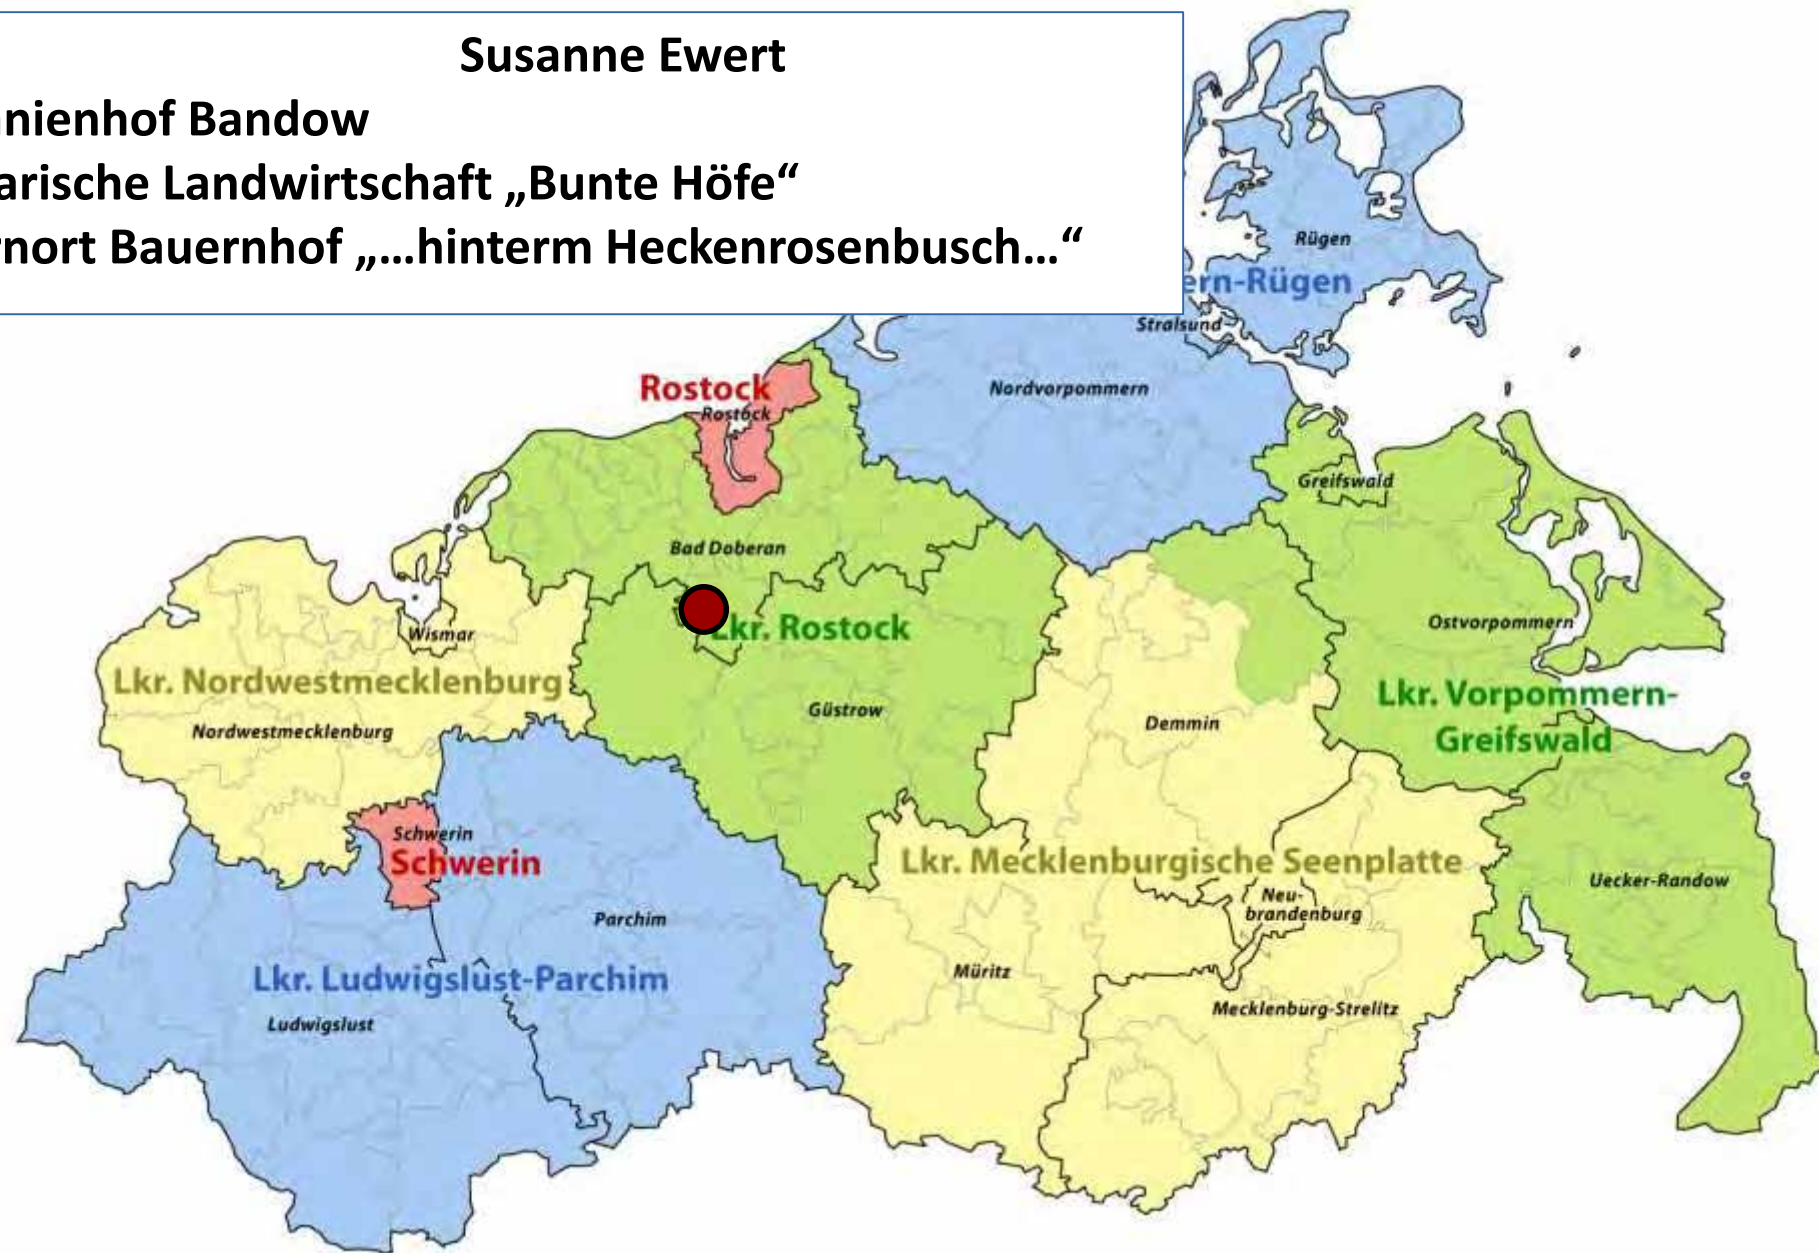 Susanne Ewert
nienhof Bandow
arische Landwirtschaft „Bunte Höfe“
rnort Bauernhof „...hinterm Heckenrosenbusch...“
Rügen
ern-Rügen
Stralsund
Rostock
Rostock
Nordvorpommern
Greifswald
Bad Doberan
Wismar
Lkr. Rostock
Ostvorpommern
Lkr. Nordwestmecklenburg
Nordwestmecklenburg
Güstrow
Demmin
Lkr. Vorpommern-
Greifswald
Schwerin
Schwerin
Lkr. Mecklenburgische Seenplatte
Uecker-Randow
Neu-
brandenburg
Parchim
Lkr. Ludwigslust-Parchim
Müritz
Mecklenburg-Strelitz
Ludwigslust